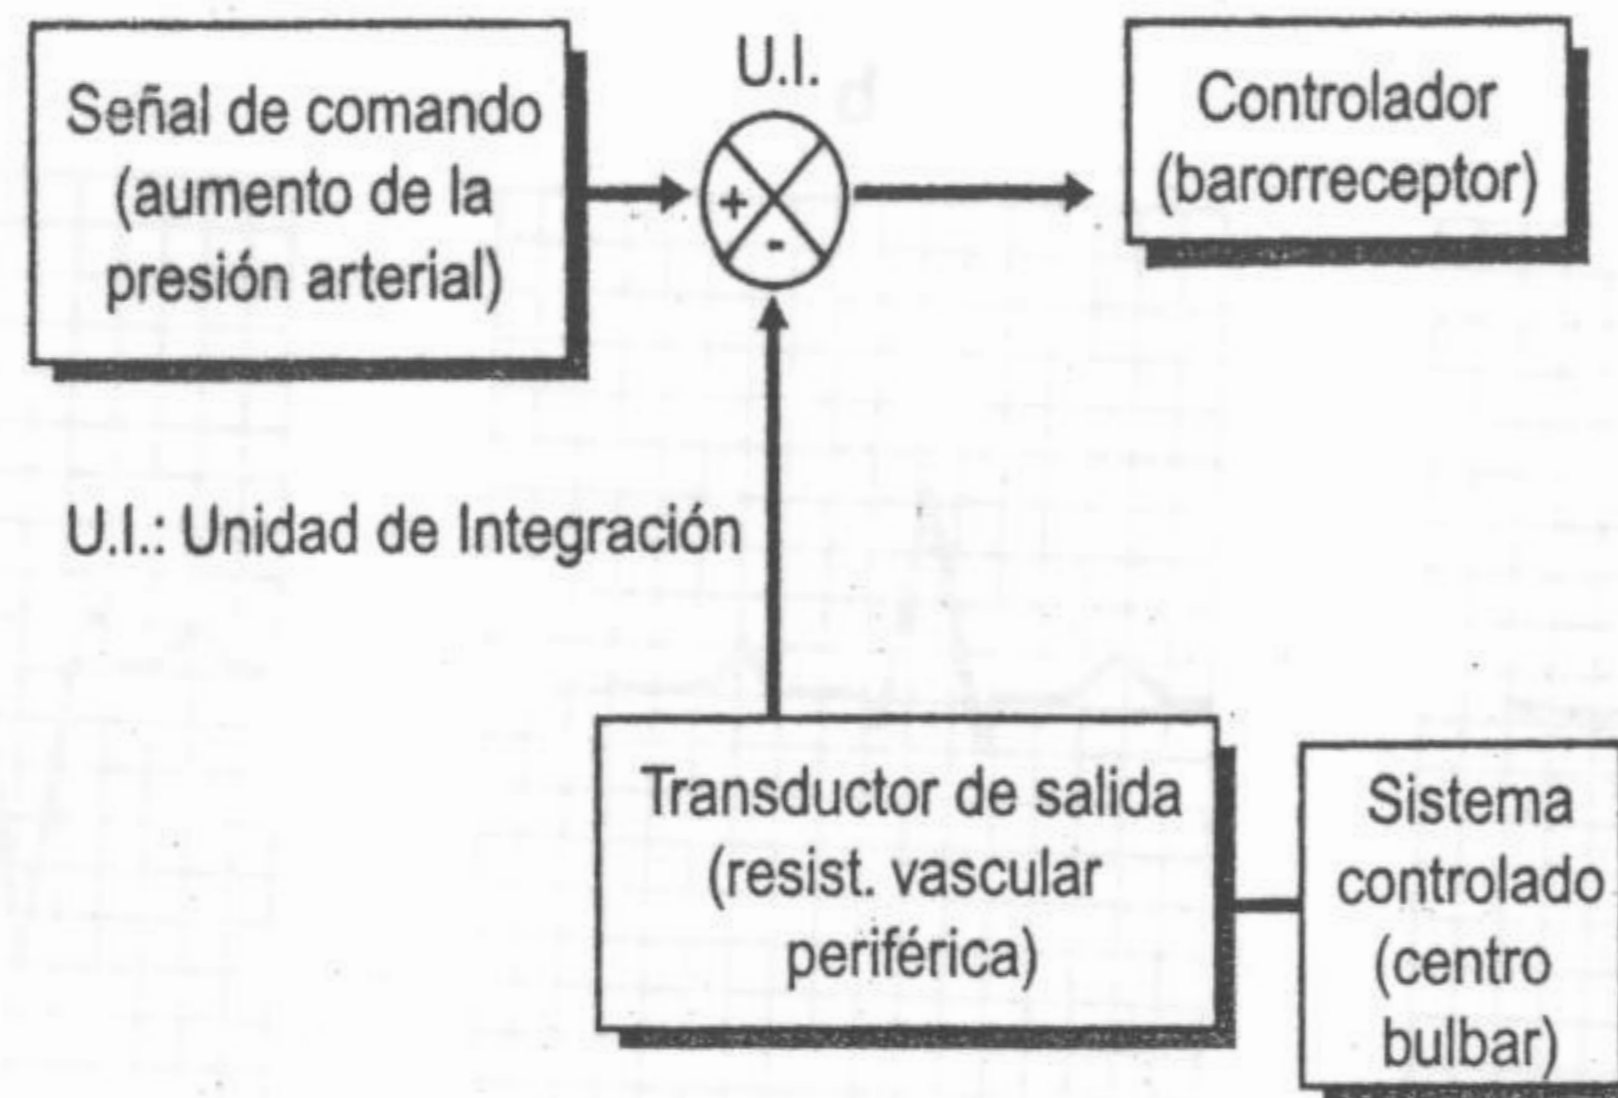 Señal de comando
(aumento de la
presión arterial)
U.I.
+
-
Controlador
(barorreceptor)
U.I.: Unidad de Integración
Transductor de salida
(resist. vascular
periférica)
Sistema
controlado
(centro
bulbar)